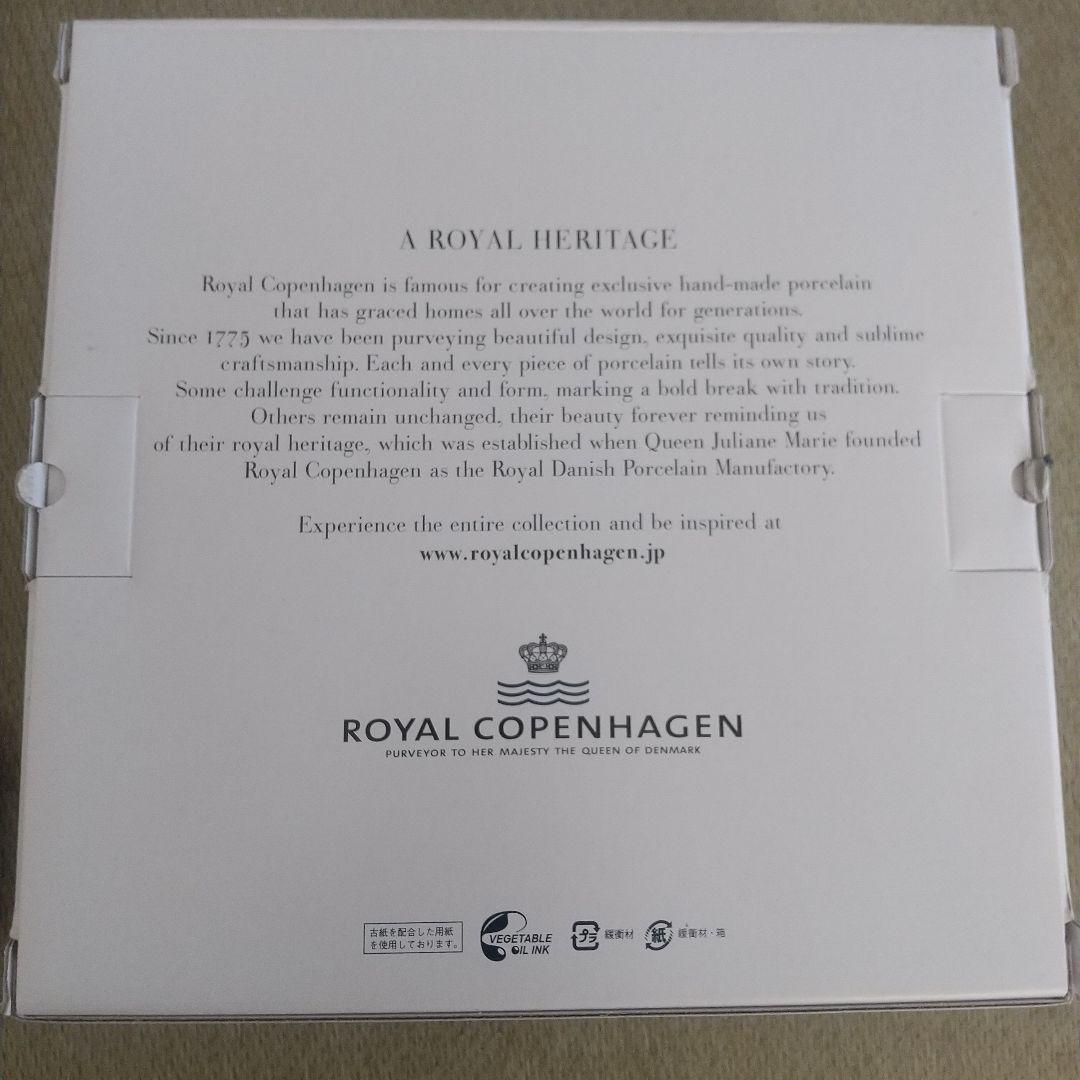 A ROYAL HERITAGE
Royal Copenhagen is famous for creating exclusive hand-made porcelain
that has graced homes all over the world for generations.
Since 1775 we have been purveying beautiful design, exquisite quality and sublime
craftsmanship. Each and every piece of porcelain tells its own story.
Some challenge functionality and form, marking a bold break with tradition.
Others remain unchanged, their beauty forever reminding us
of their royal heritage, which was established when Queen Juliane Marie founded
Royal Copenhagen as the Royal Danish Porcelain Manufactory.
Experience the entire collection and be inspired at
www.royalcopenhagen.jp
ROYAL COPENHAGEN
PURVEYOR TO HER MAJESTY THE QUEEN OF DENMARK
古紙を配合した用紙
を使用しております。
VEGETABLE
OIL INK
プラ 緩衝材
紙 緩衝材・箱